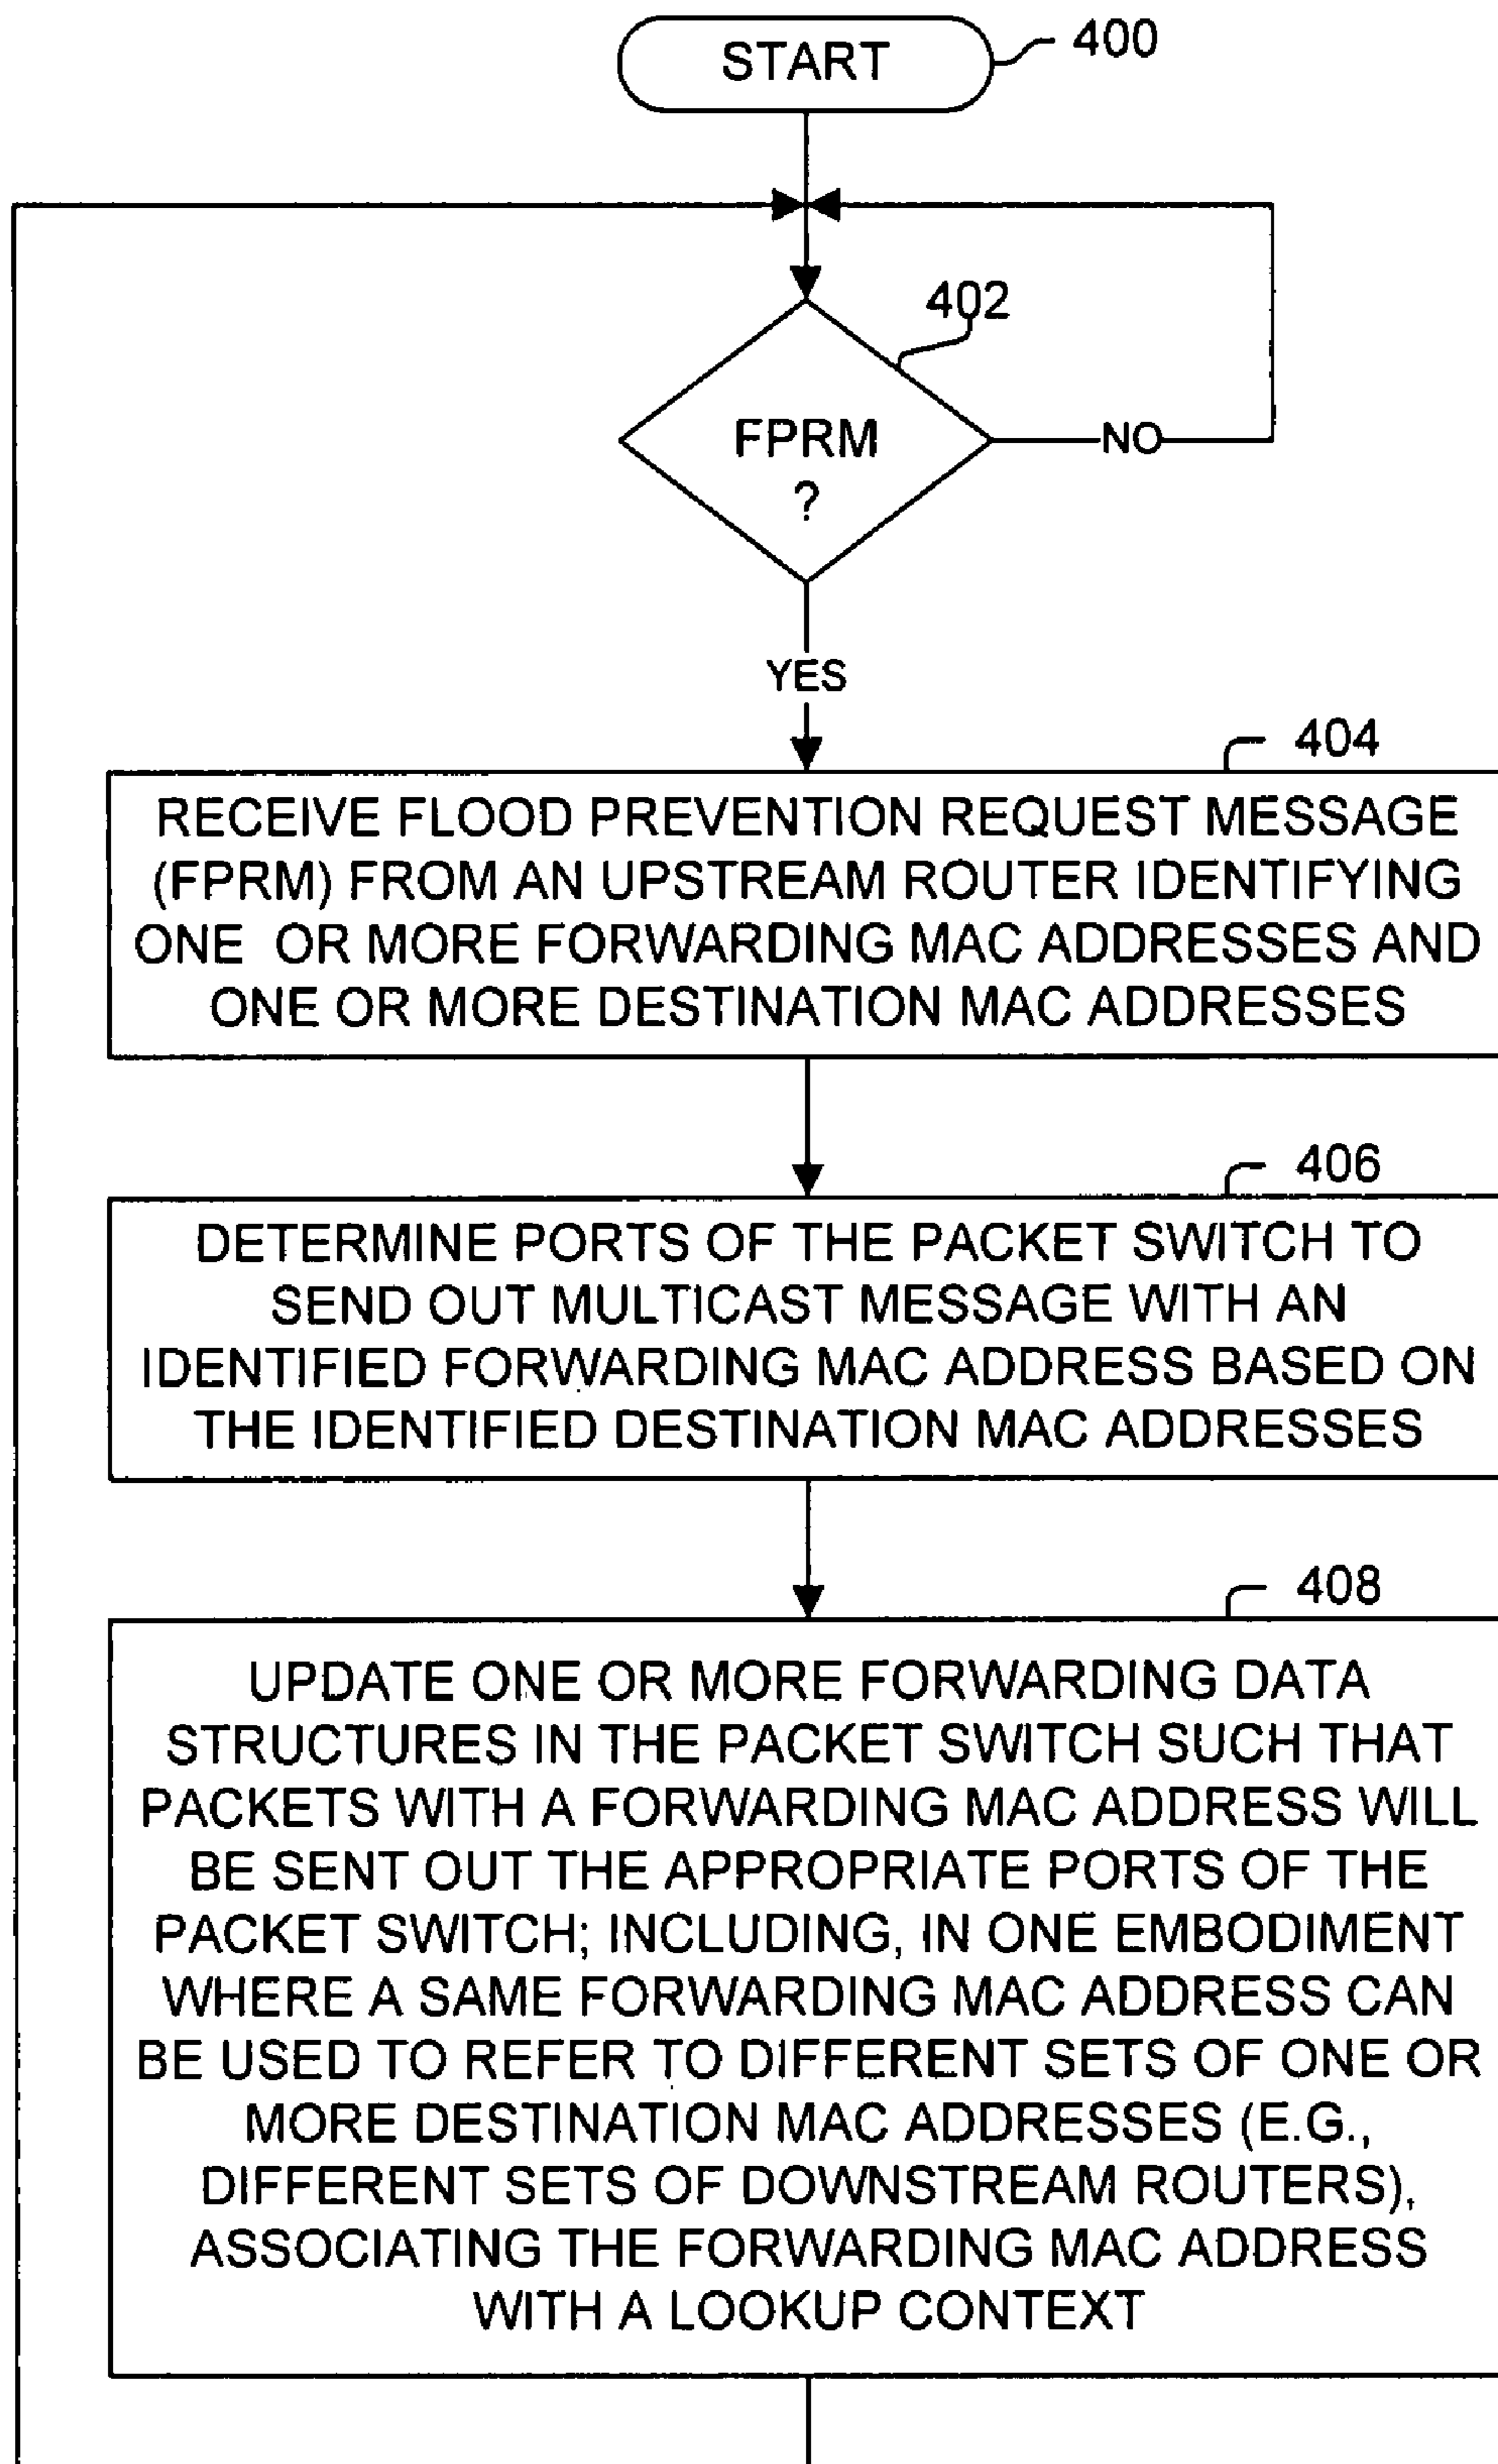 START
400
402
FPRM
?
NO
YES
404
RECEIVE FLOOD PREVENTION REQUEST MESSAGE
(FPRM) FROM AN UPSTREAM ROUTER IDENTIFYING
ONE OR MORE FORWARDING MAC ADDRESSES AND
ONE OR MORE DESTINATION MAC ADDRESSES
406
DETERMINE PORTS OF THE PACKET SWITCH TO
SEND OUT MULTICAST MESSAGE WITH AN
IDENTIFIED FORWARDING MAC ADDRESS BASED ON
THE IDENTIFIED DESTINATION MAC ADDRESSES
408
UPDATE ONE OR MORE FORWARDING DATA
STRUCTURES IN THE PACKET SWITCH SUCH THAT
PACKETS WITH A FORWARDING MAC ADDRESS WILL
BE SENT OUT THE APPROPRIATE PORTS OF THE
PACKET SWITCH; INCLUDING, IN ONE EMBODIMENT
WHERE A SAME FORWARDING MAC ADDRESS CAN
BE USED TO REFER TO DIFFERENT SETS OF ONE OR
MORE DESTINATION MAC ADDRESSES (E.G.,
DIFFERENT SETS OF DOWNSTREAM ROUTERS),
ASSOCIATING THE FORWARDING MAC ADDRESS
WITH A LOOKUP CONTEXT